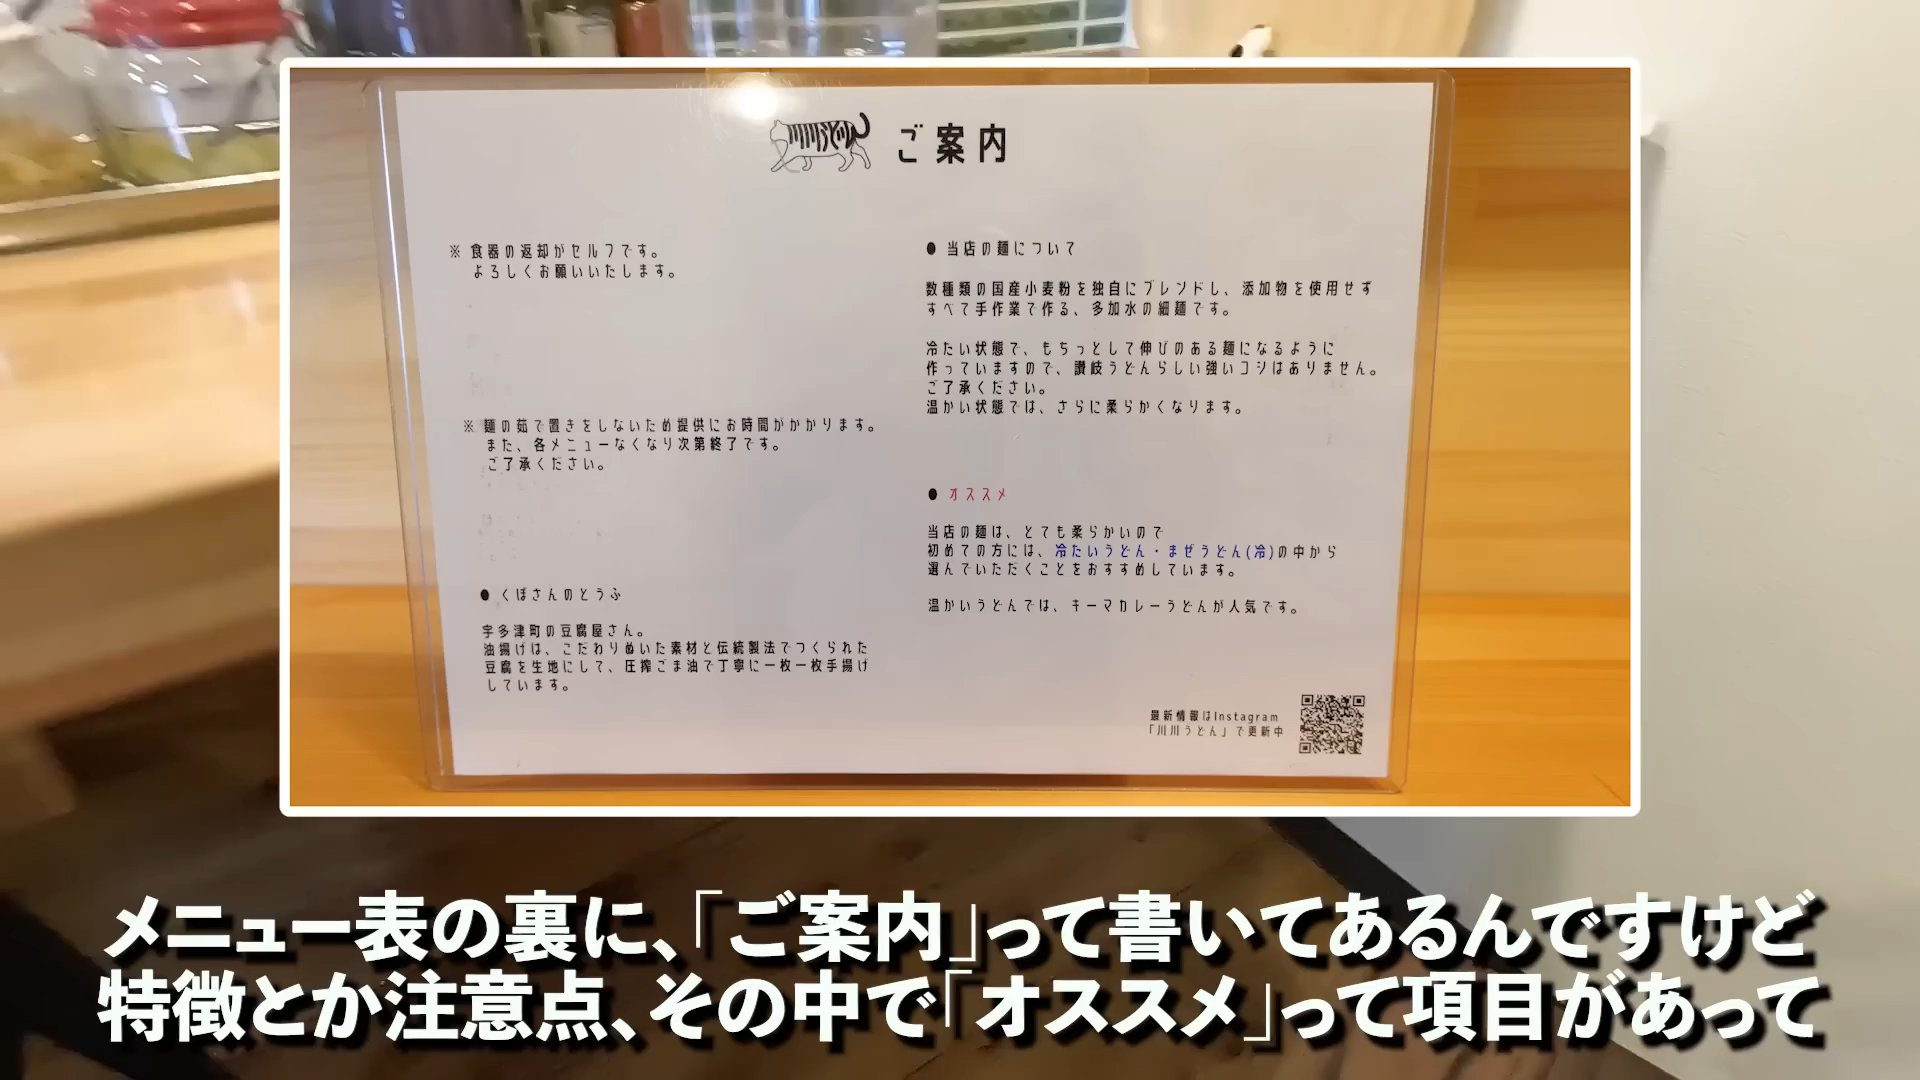 ご案内
※ 食器の返却がセルフです。
よろしくお願いいたします。
※ 麺の茹で置きをしないため提供にお時間がかかります。
また、各メニューなくなり次第終了です。
ご了承ください。
● くぼさんのとうふ
宇多津町の豆腐屋さん。
油揚げは、こだわりぬいた素材と伝統製法でつくられた
豆腐を生地にして、圧搾ごま油で丁寧に一枚一枚手揚げ
しています。
● 当店の麺について
数種類の国産小麦粉を独自にブレンドし、添加物を使用せず
すべて手作業で作る、多加水の細麺です。
冷たい状態で、もちっとして伸びのある麺になるように
作っていますので、讃岐うどんらしい強いコシはありません。
ご了承ください。
温かい状態では、さらに柔らかくなります。
● オススメ
当店の麺は、とても柔らかいので
初めての方には、冷たいうどん・まぜうどん(冷)の中から
選んでいただくことをおすすめしています。
温かいうどんでは、キーマカレーうどんが人気です。
最新情報はInstagram
「川川うどん」で更新中
メニュー表の裏に、「ご案内」って書いてあるんですけど
特徴とか注意点、その中で「オススメ」って項目があって